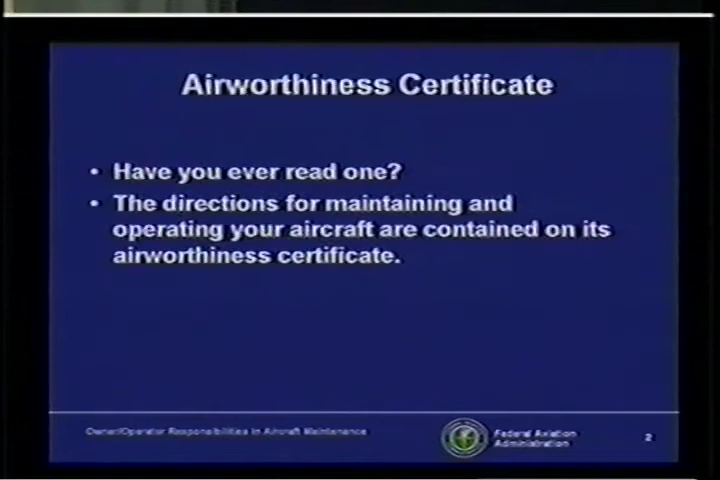 Airworthiness Certificate
• Have you ever read one?
• The directions for maintaining and
operating your aircraft are contained on its
airworthiness certificate.
Owner/Operator Responsibilities in Aircraft Maintenance
Federal Aviation
Administration
2